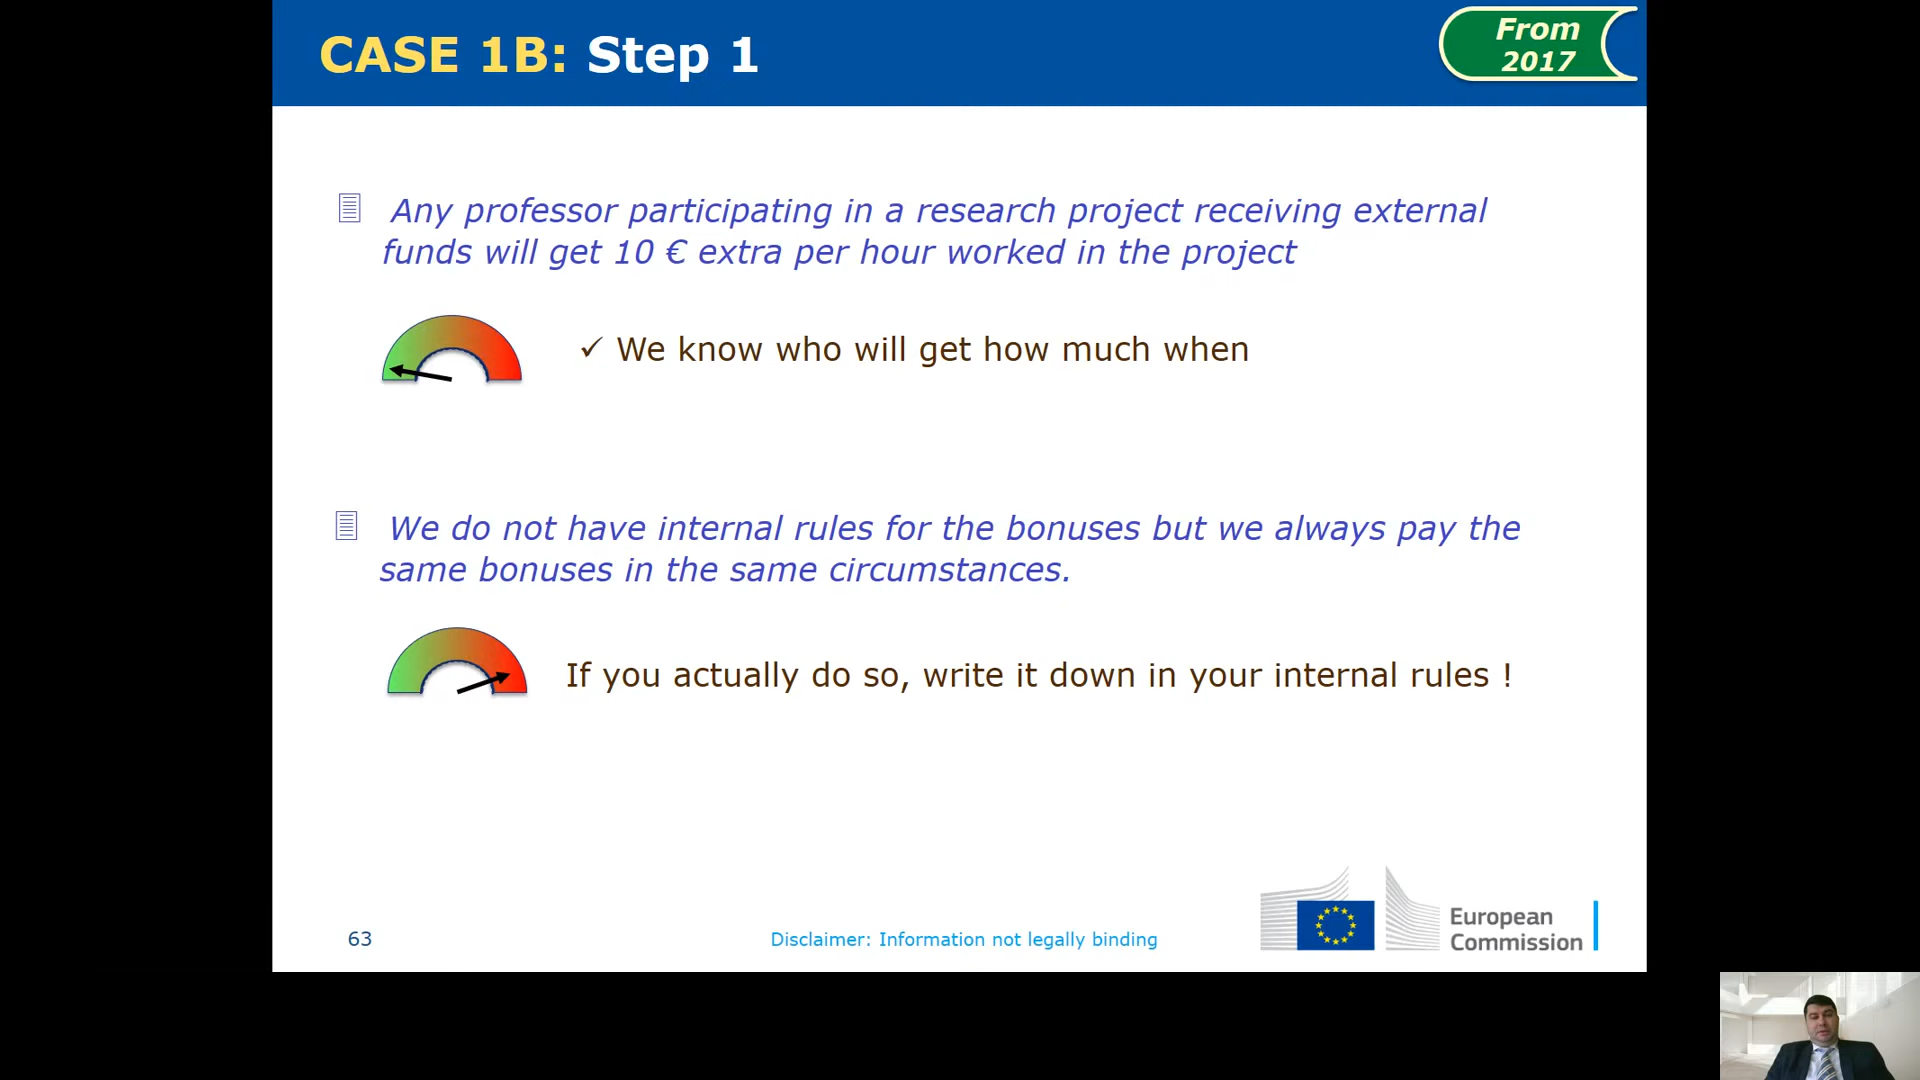 CASE 1B: Step 1
From
2017
Any professor participating in a research project receiving external
funds will get 10 € extra per hour worked in the project
✓ We know who will get how much when
We do not have internal rules for the bonuses but we always pay the
same bonuses in the same circumstances.
If you actually do so, write it down in your internal rules !
63
Disclaimer: Information not legally binding
European
Commission